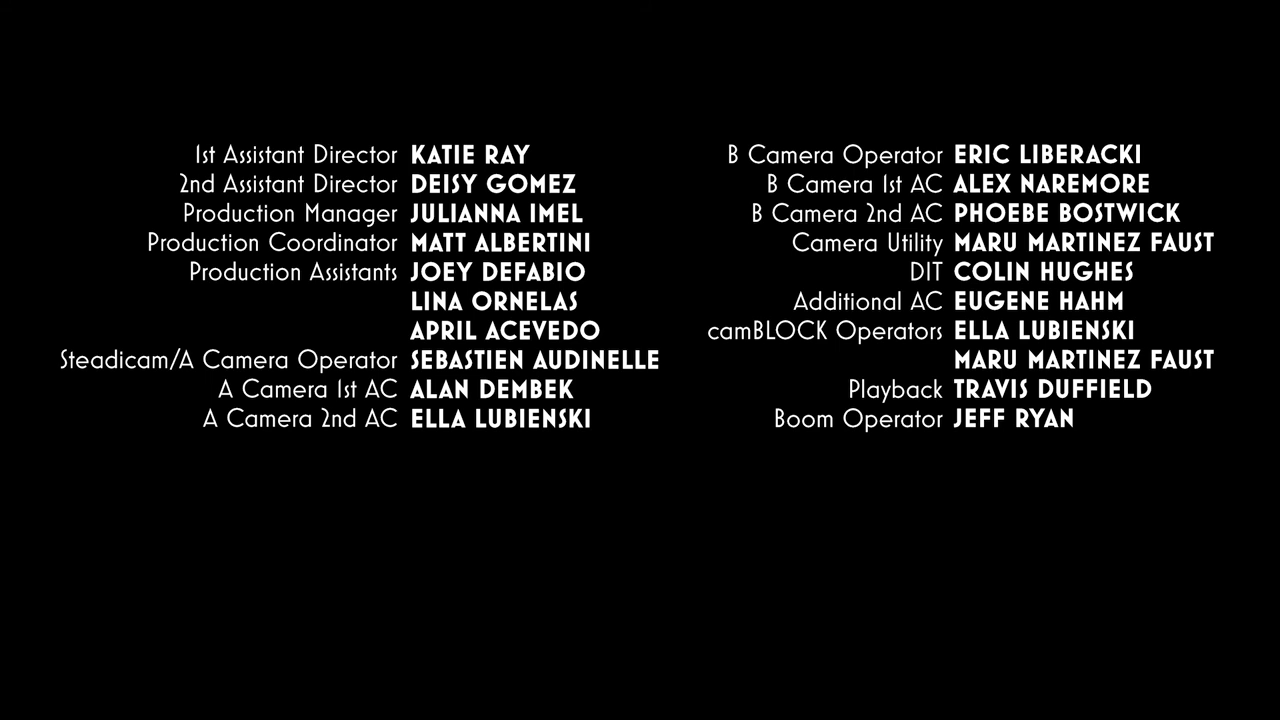 1st Assistant Director KATIE RAY
2nd Assistant Director DEISY GOMEZ
Production Manager JULIANNA IMEL
Production Coordinator MATT ALBERTINI
Production Assistants JOEY DEFABIO
LINA ORNELAS
APRIL ACEVEDO
Steadicam/A Camera Operator SEBASTIEN AUDINELLE
A Camera 1st AC ALAN DEMBEK
A Camera 2nd AC ELLA LUBIENSKI
B Camera Operator ERIC LIBERACKI
B Camera 1st AC ALEX NAREMORE
B Camera 2nd AC PHOEBE BOSTWICK
Camera Utility MARU MARTINEZ FAUST
DIT COLIN HUGHES
Additional AC EUGENE HAHM
camBLOCK Operators ELLA LUBIENSKI
MARU MARTINEZ FAUST
Playback TRAVIS DUFFIELD
Boom Operator JEFF RYAN